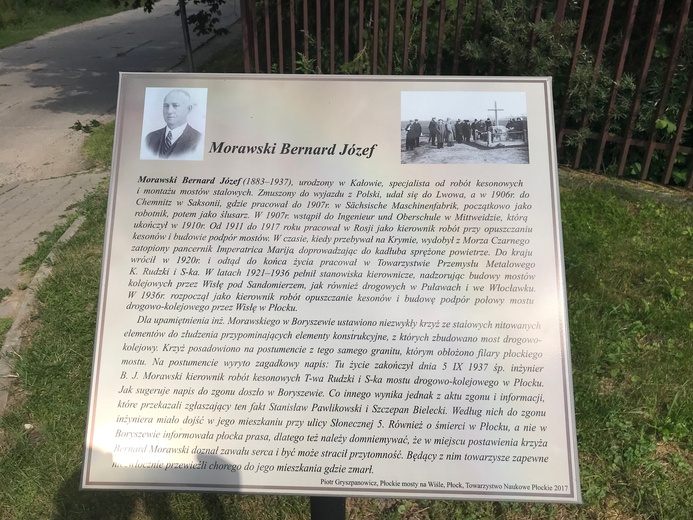 Morawski Bernard Józef
Morawski Bernard Józef (1883–1937), urodzony w Kałowie, specjalista od robót kesonowych
i montażu mostów stalowych. Zmuszony do wyjazdu z Polski, udał się do Lwowa, a w 1906r. do
Chemnitz w Saksonii, gdzie pracował do 1907r. w Sächsische Maschinenfabrik, początkowo jako
robotnik, potem jako ślusarz. W 1907r. wstąpił do Ingenieur und Oberschule w Mittweidzie, którą
ukończył w 1910r. Od 1911 do 1917 roku pracował w Rosji jako kierownik robót przy opuszczaniu
kesonów i budowie podpór mostów. W czasie, kiedy przebywał na Krymie, wydobył z Morza Czarnego
zatopiony pancernik Imperatrica Marija doprowadzając do kadłuba sprężone powietrze. Do kraju
wrócił w 1920r. i odtąd do końca życia pracował w Towarzystwie Przemysłu Metalowego
K. Rudzki i S-ka. W latach 1921–1936 pełnił stanowiska kierownicze, nadzorując budowy mostów
kolejowych przez Wisłę pod Sandomierzem, jak również drogowych w Puławach i we Włocławku.
W 1936r. rozpoczął jako kierownik robót opuszczanie kesonów i budowę podpór połowy mostu
drogowo-kolejowego przez Wisłę w Płocku.
Dla upamiętnienia inż. Morawskiego w Boryszewie ustawiono niezwykły krzyż ze stalowych nitowanych
elementów do złudzenia przypominających elementy konstrukcyjne, z których zbudowano most drogowo-
kolejowy. Krzyż posadowiono na postumencie z tego samego granitu, którym obłożono filary płockiego
mostu. Na postumencie wyryto zagadkowy napis: Tu życie zakończył dnia 5 IX 1937 śp. inżynier
B. J. Morawski kierownik robót kesonowych T-wa Rudzki i S-ka mostu drogowo-kolejowego w Płocku.
Jak sugeruje napis do zgonu doszło w Boryszewie. Co innego wynika jednak z aktu zgonu i informacji,
które przekazali zgłaszający ten fakt Stanisław Pawlikowski i Szczepan Bielecki. Według nich do zgonu
inżyniera miało dojść w jego mieszkaniu przy ulicy Słonecznej 5. Również o śmierci w Płocku, a nie w
Boryszewie informowała płocka prasa, dlatego też należy domniemywać, że w miejscu postawienia krzyża
Bernard Morawski doznał zawału serca i być może stracił przytomność. Będący z nim towarzysze zapewne
niezwłocznie przewieźli chorego do jego mieszkania gdzie zmarł.
Piotr Gryszpanowicz, Płockie mosty na Wiśle, Płock, Towarzystwo Naukowe Płockie 2017